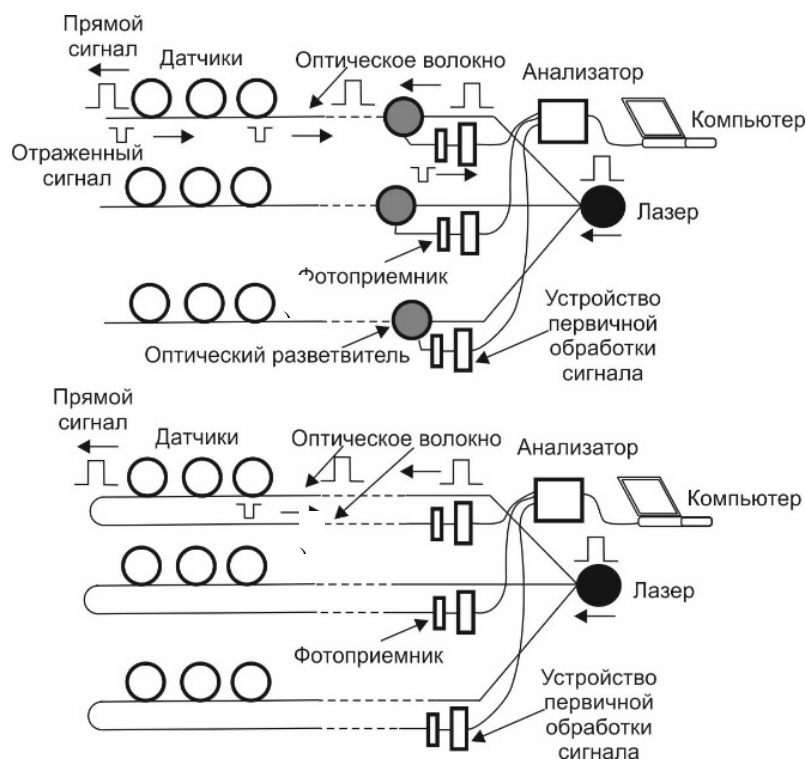 Прямой
сигнал
Датчики
Оптическое волокно
Анализатор
Компьютер
Отраженный
сигнал
Лазер
Фотоприемник
Устройство
первичной
обработки
сигнала
Оптический разветвитель
Прямой
сигнал
Датчики
Оптическое волокно
Анализатор
Компьютер
Лазер
Фотоприемник
Устройство
первичной
обработки
сигнала